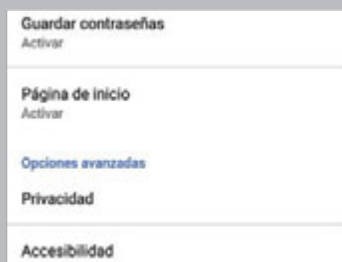 Guardar contraseñas
Activar
Página de inicio
Activar
Opciones avanzadas
Privacidad
Accesibilidad